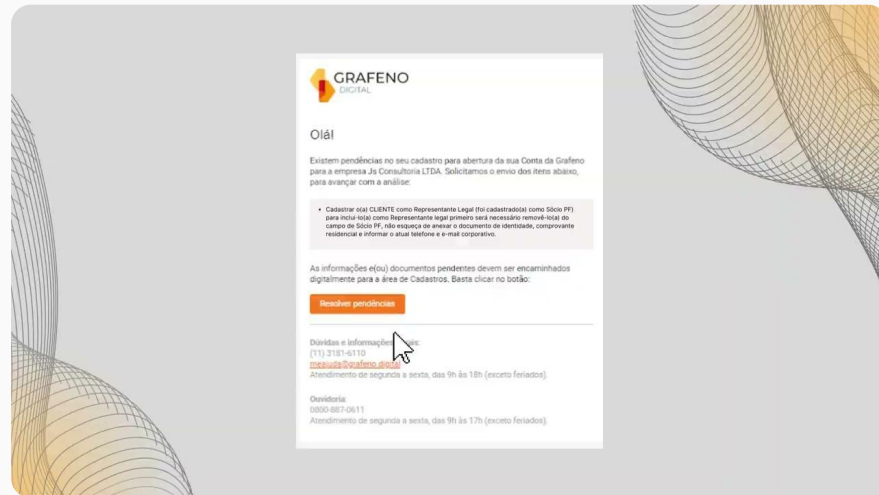 GRAFENO
DIGITAL
Olá!
Existem pendências no seu cadastro para abertura da sua Conta da Grafeno
para a empresa Js Consultoria LTDA. Solicitamos o envio dos itens abaixo,
para avançar com a análise:
• Cadastrar o(a) CLIENTE como Representante Legal (foi cadastrado(a) como Sócio PF)
para incluí-lo(a) como Representante legal primeiro será necessário removê-lo(a) do
campo de Sócio PF, não esqueça de anexar o documento de identidade, comprovante
residencial e informar o atual telefone e e-mail corporativo.
As informações e(ou) documentos pendentes devem ser encaminhados
digitalmente para a área de Cadastros. Basta clicar no botão:
Resolver pendências
Dúvidas e informações
(11) 3181-6110
meajuda@grafeno.digital
Atendimento de segunda a sexta, das 9h às 18h (exceto feriados).
Ouvidoria
0800-887-0611
Atendimento de segunda a sexta, das 9h às 17h (exceto feriados).